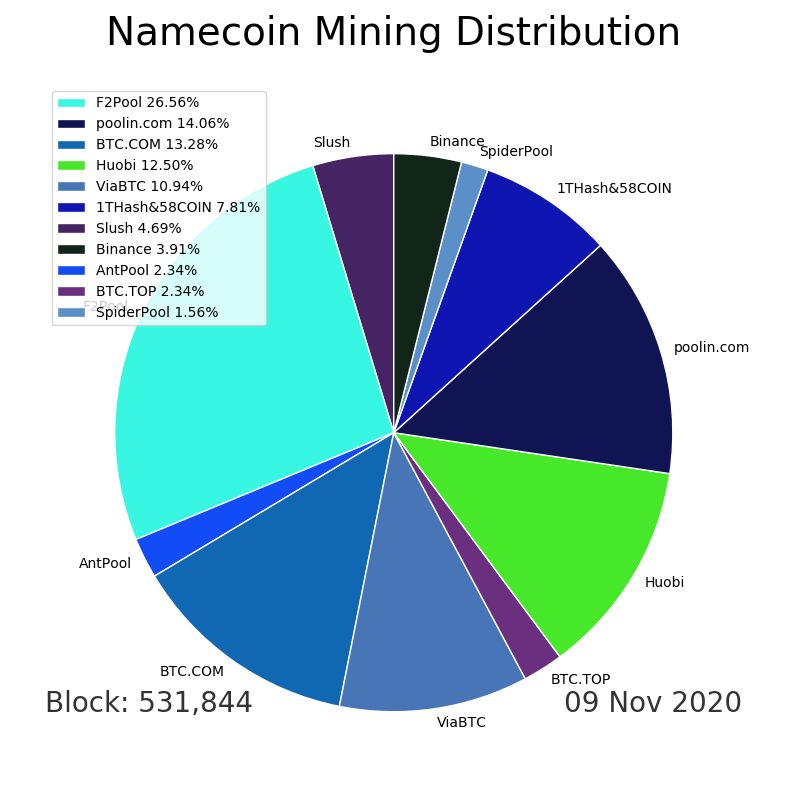 Namecoin Mining Distribution
F2Pool 26.56%
poolin.com 14.06%
BTC.COM 13.28%
Huobi 12.50%
ViaBTC 10.94%
1THash&58COIN 7.81%
Slush 4.69%
Binance 3.91%
AntPool 2.34%
BTC.TOP 2.34%
SpiderPool 1.56%
Slush
Binance
SpiderPool
1THash&58COIN
F2Pool
poolin.com
AntPool
Huobi
BTC.COM
BTC.TOP
ViaBTC
Block: 531,844
09 Nov 2020